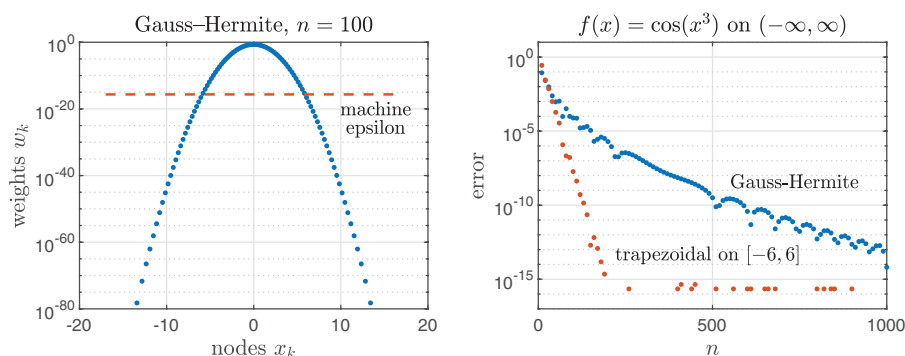 Gauss–Hermite, n = 100
10^0
10^-20
10^-40
10^-60
10^-80
weights w_k
machine
epsilon
-20
-10
0
10
20
nodes x_k
f(x) = cos(x^3) on (−∞, ∞)
10^0
10^-5
10^-10
10^-15
error
Gauss-Hermite
trapezoidal on [−6, 6]
0
500
1000
n